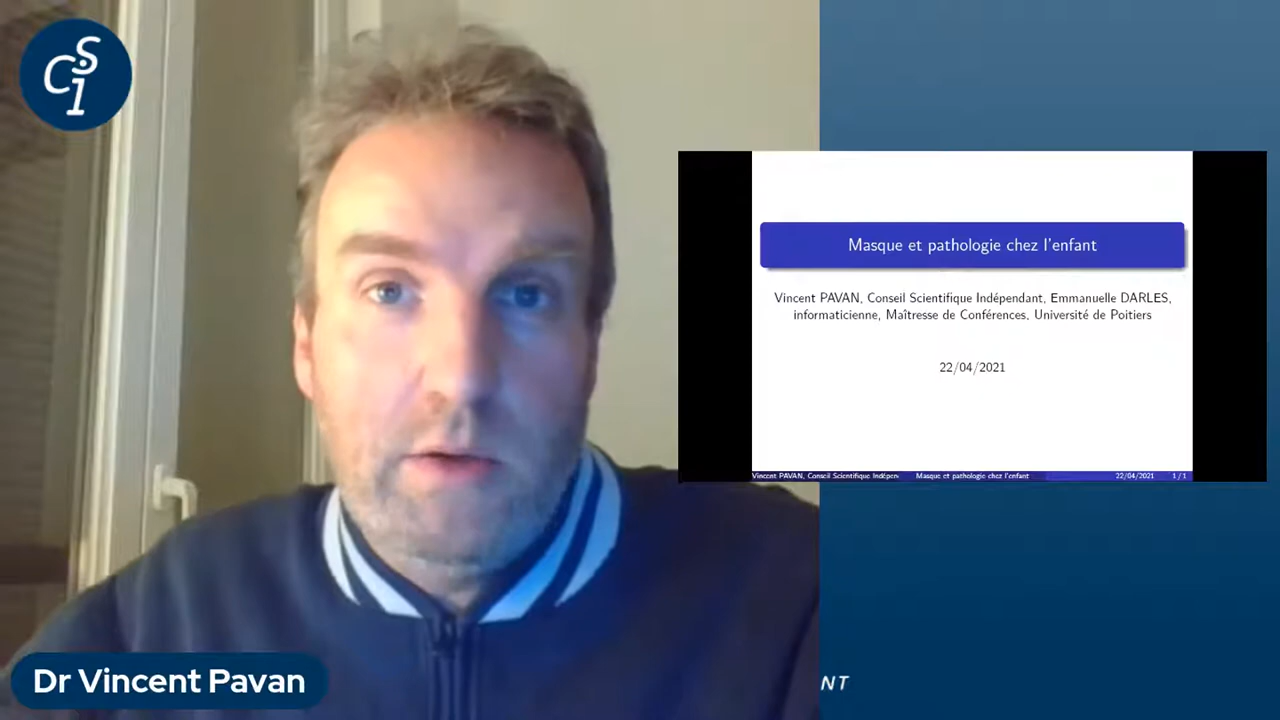 CSI
Masque et pathologie chez l'enfant
Vincent PAVAN, Conseil Scientifique Indépendant, Emmanuelle DARLES,
informaticienne, Maîtresse de Conférences, Université de Poitiers
22/04/2021
Vincent PAVAN, Conseil Scientifique Indépen Masque et pathologie chez l'enfant 22/04/2021 1/1
Dr Vincent Pavan
NT